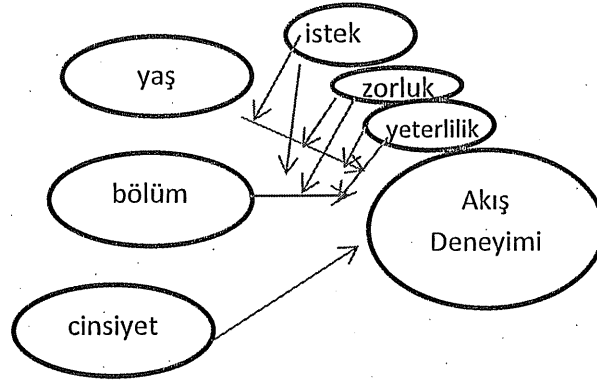 istek
yaş
zorluk
yeterlilik
bölüm
Akış
Deneyimi
cinsiyet